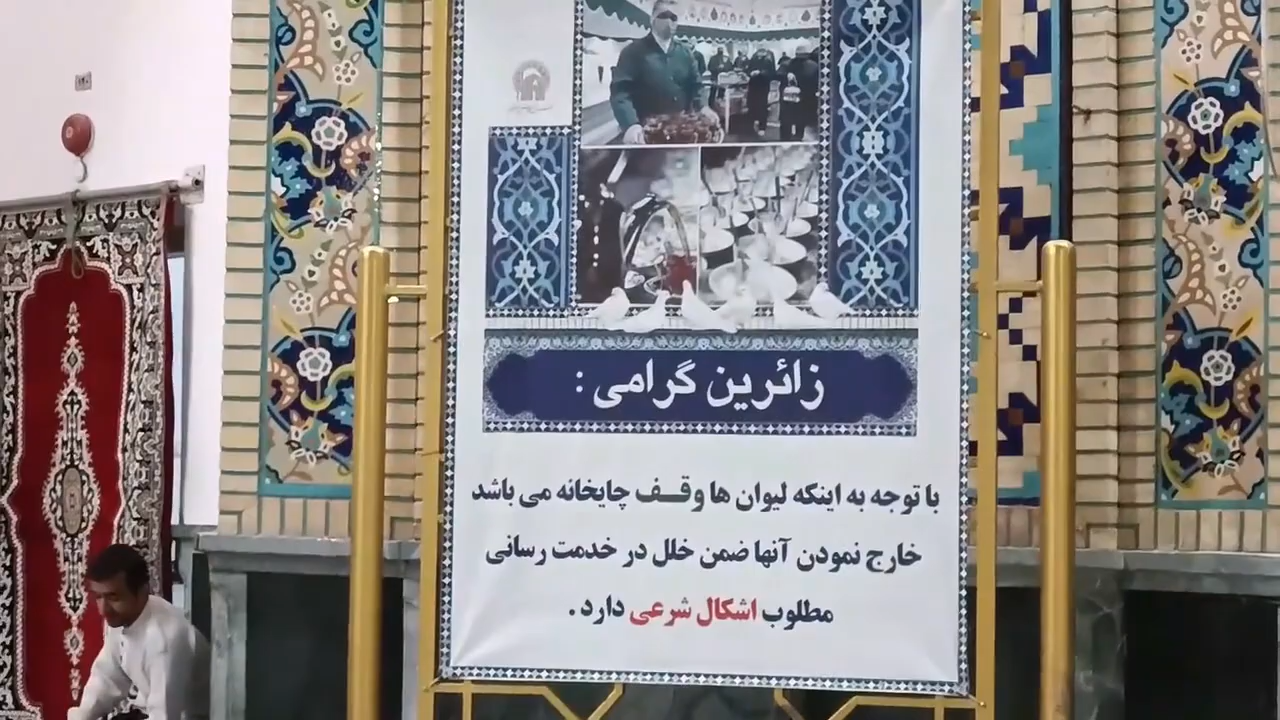 زائرین گرامی :
با توجه به اینکه لیوان ها وقف چایخانه می باشد
خارج نمودن آنها ضمن خلل در خدمت رسانی
مطلوب اشکال شرعی دارد .